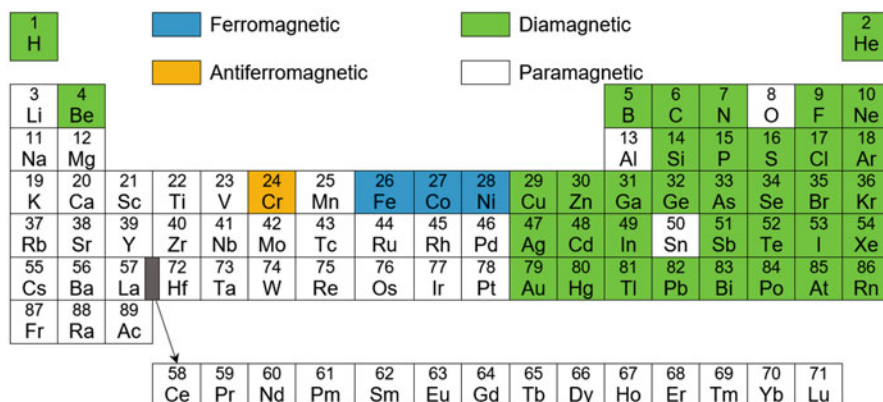 1 2
H Ferromagnetic Diamagnetic He
Antiferromagnetic Paramagnetic
3 4 5 6 7 8 9 10
Li Be B C N O F Ne
11 12 13 14 15 16 17 18
Na Mg Al Si P S Cl Ar
19 20 21 22 23 24 25 26 27 28 29 30 31 32 33 34 35 36
K Ca Sc Ti V Cr Mn Fe Co Ni Cu Zn Ga Ge As Se Br Kr
37 38 39 40 41 42 43 44 45 46 47 48 49 50 51 52 53 54
Rb Sr Y Zr Nb Mo Tc Ru Rh Pd Ag Cd In Sn Sb Te I Xe
55 56 57 72 73 74 75 76 77 78 79 80 81 82 83 84 85 86
Cs Ba La Hf Ta W Re Os Ir Pt Au Hg Tl Pb Bi Po At Rn
87 88 89
Fr Ra Ac
58 59 60 61 62 63 64 65 66 67 68 69 70 71
Ce Pr Nd Pm Sm Eu Gd Tb Dy Ho Er Tm Yb Lu